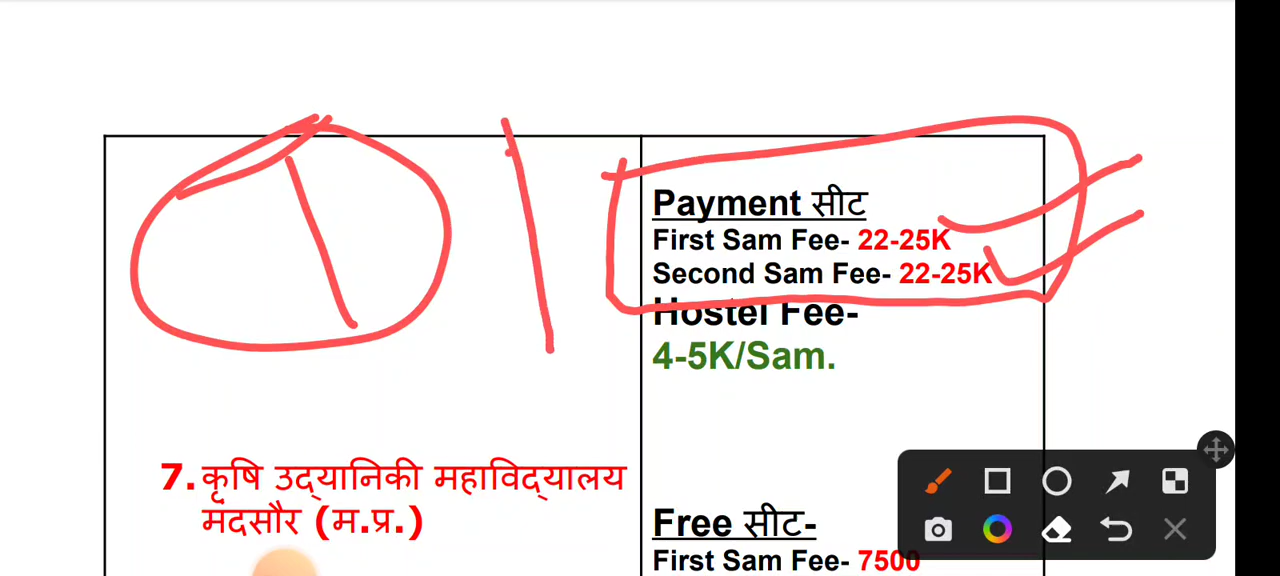 Payment सीट
First Sam Fee- 22-25K
Second Sam Fee- 22-25K
Hostel Fee-
4-5K/Sam.
7. कृषि उद्यानिकी महाविद्यालय
मंदसौर (म.प्र.)
Free सीट-
First Sam Fee- 7500